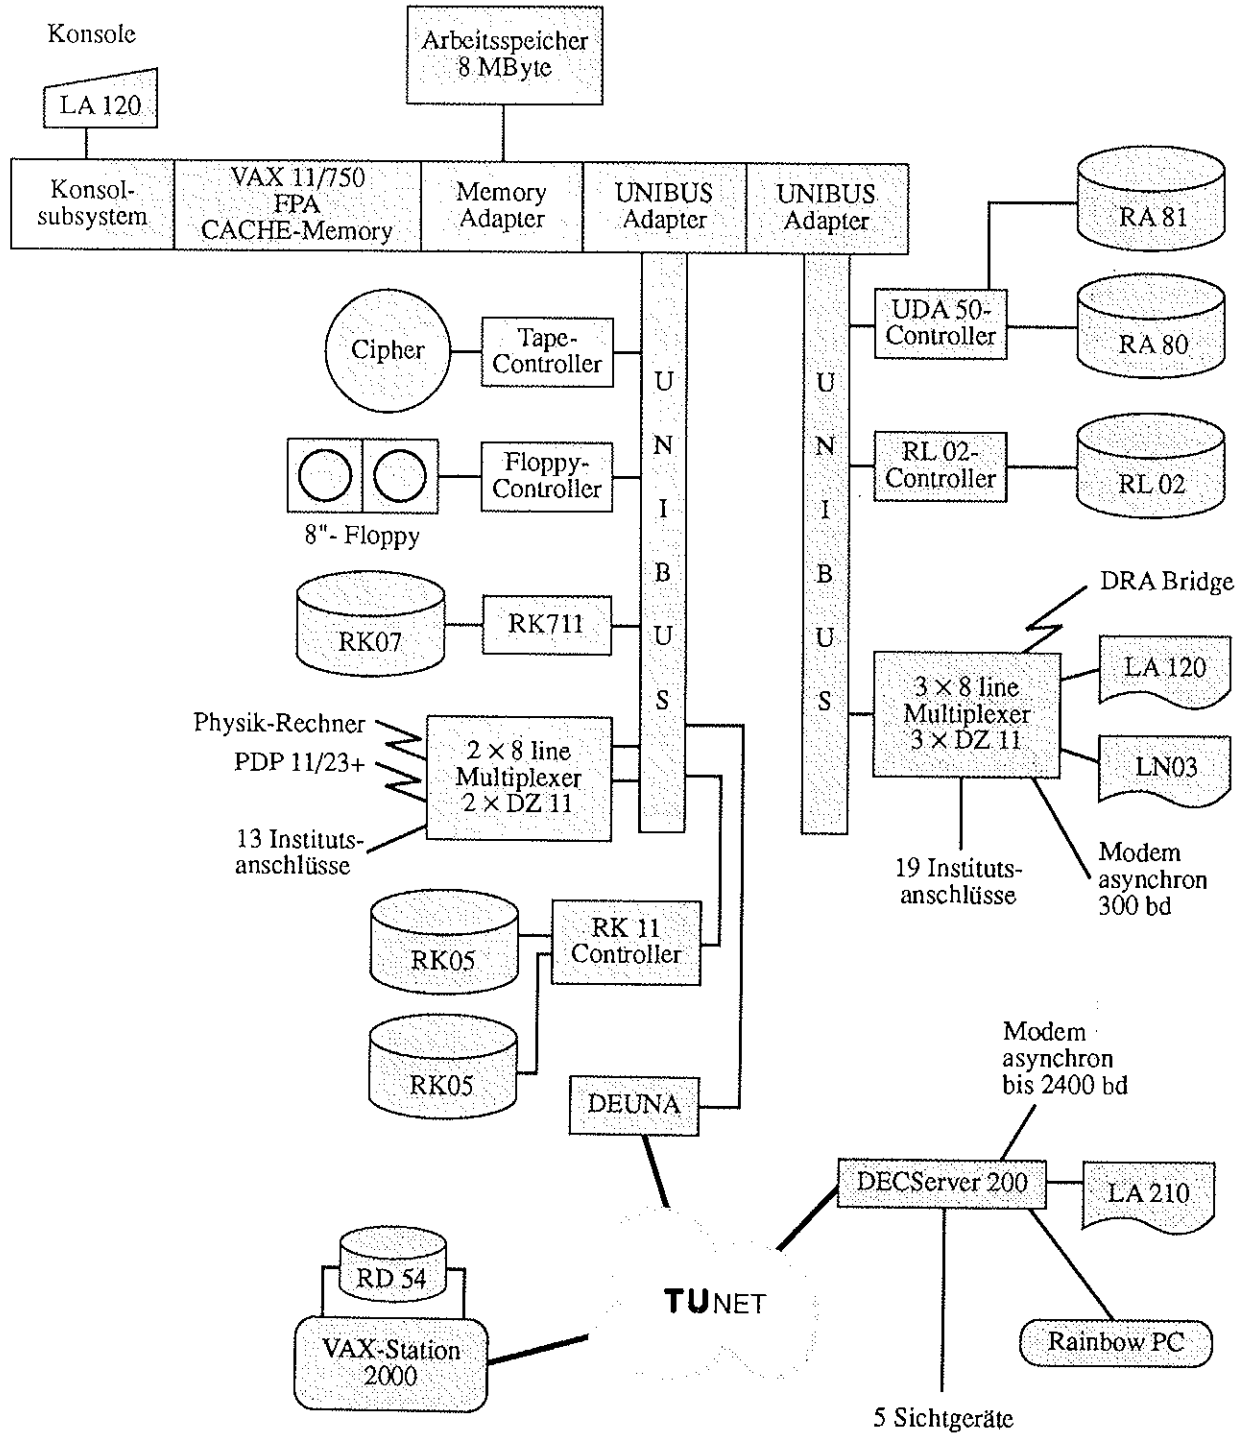 Konsole
LA 120
Arbeitsspeicher
8 MByte
Konsol-
subsystem
VAX 11/750
FPA
CACHE-Memory
Memory
Adapter
UNIBUS
Adapter
UNIBUS
Adapter
RA 81
UDA 50-
Controller
RA 80
Cipher
Tape-
Controller
UNIBUS
UNIBUS
RL 02-
Controller
RL 02
Floppy-
Controller
8"- Floppy
RK07
RK711
DRA Bridge
LA 120
3 × 8 line
Multiplexer
3 × DZ 11
LN03
Physik-Rechner
PDP 11/23+
2 × 8 line
Multiplexer
2 × DZ 11
13 Instituts-
anschlüsse
19 Instituts-
anschlüsse
Modem
asynchron
300 bd
RK05
RK 11
Controller
RK05
DEUNA
Modem
asynchron
bis 2400 bd
DECServer 200
LA 210
RD 54
VAX-Station
2000
TUNET
Rainbow PC
5 Sichtgeräte